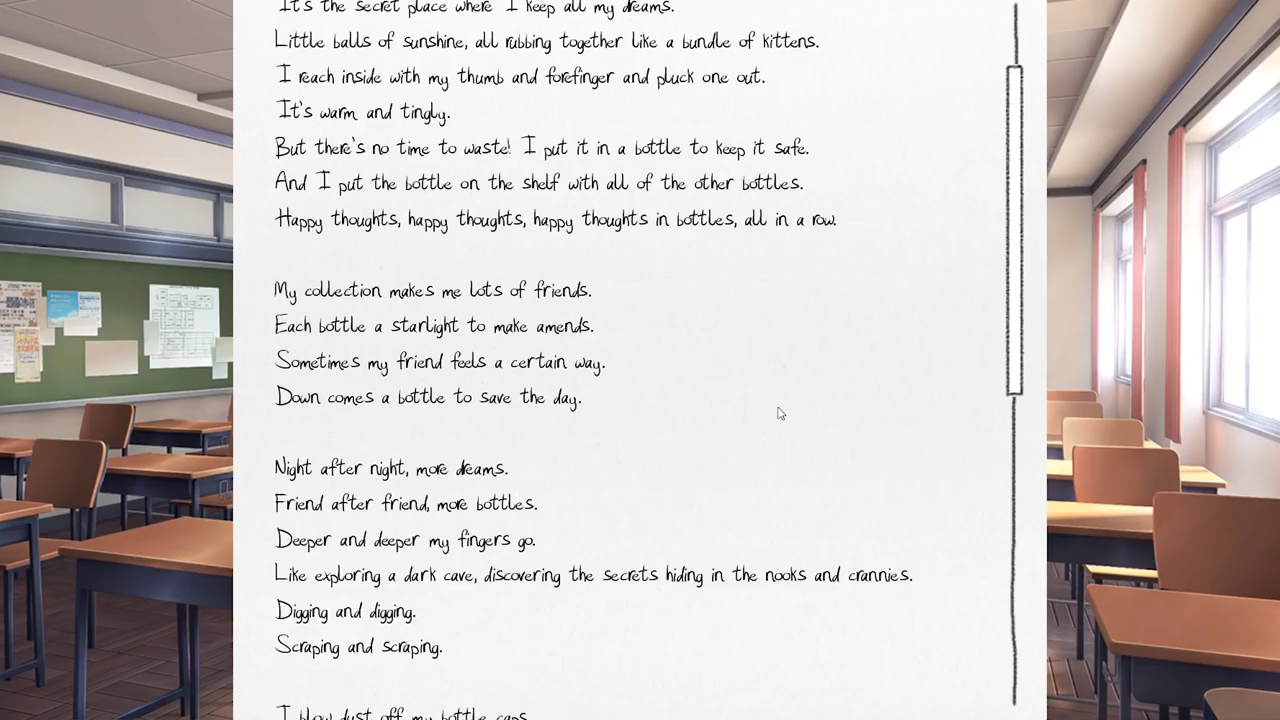 It's the secret place where I keep all my dreams.
Little balls of sunshine, all rubbing together like a bundle of kittens.
I reach inside with my thumb and forefinger and pluck one out.
It's warm and tingly.
But there's no time to waste! I put it in a bottle to keep it safe.
And I put the bottle on the shelf with all of the other bottles.
Happy thoughts, happy thoughts, happy thoughts in bottles, all in a row.
My collection makes me lots of friends.
Each bottle a starlight to make amends.
Sometimes my friend feels a certain way.
Down comes a bottle to save the day.
Night after night, more dreams.
Friend after friend, more bottles.
Deeper and deeper my fingers go.
Like exploring a dark cave, discovering the secrets hiding in the nooks and crannies.
Digging and digging.
Scraping and scraping.
I blow dust off my bottle caps